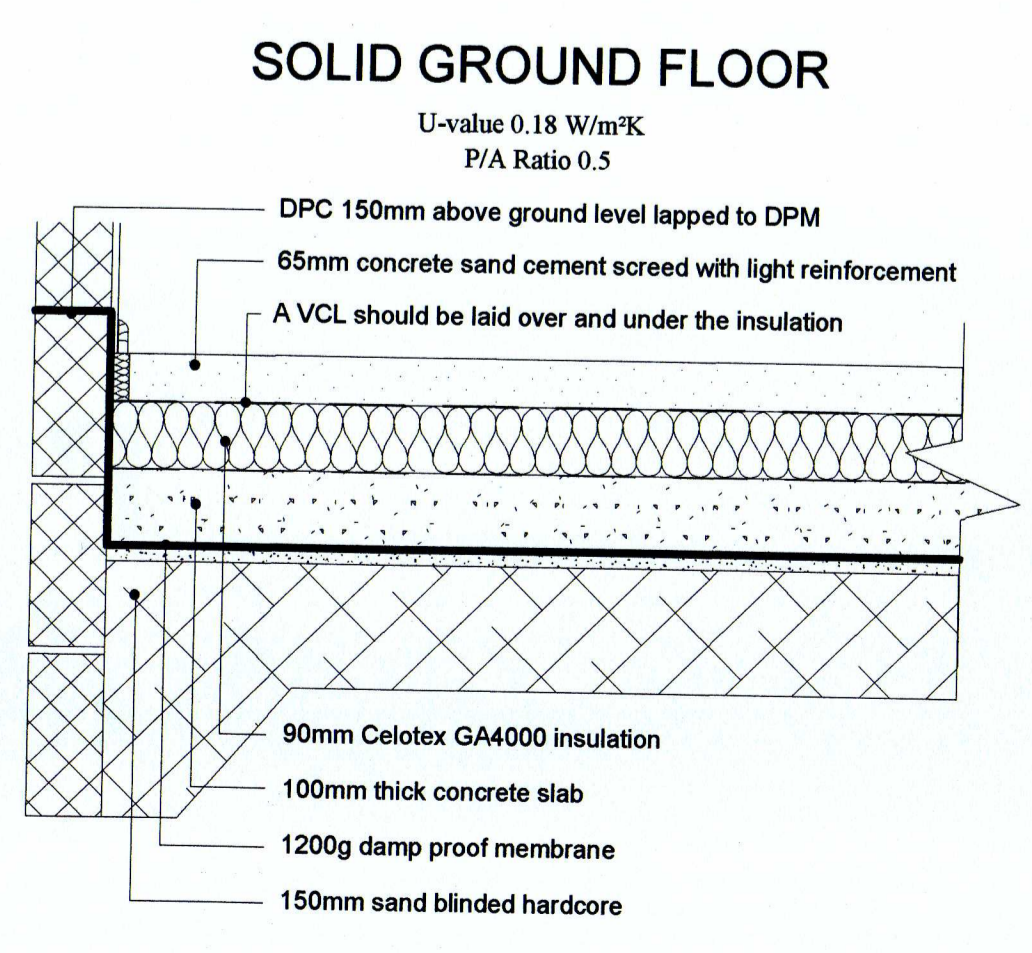 SOLID GROUND FLOOR
U-value 0.18 W/m²K
P/A Ratio 0.5
DPC 150mm above ground level lapped to DPM
65mm concrete sand cement screed with light reinforcement
A VCL should be laid over and under the insulation
90mm Celotex GA4000 insulation
100mm thick concrete slab
1200g damp proof membrane
150mm sand blinded hardcore